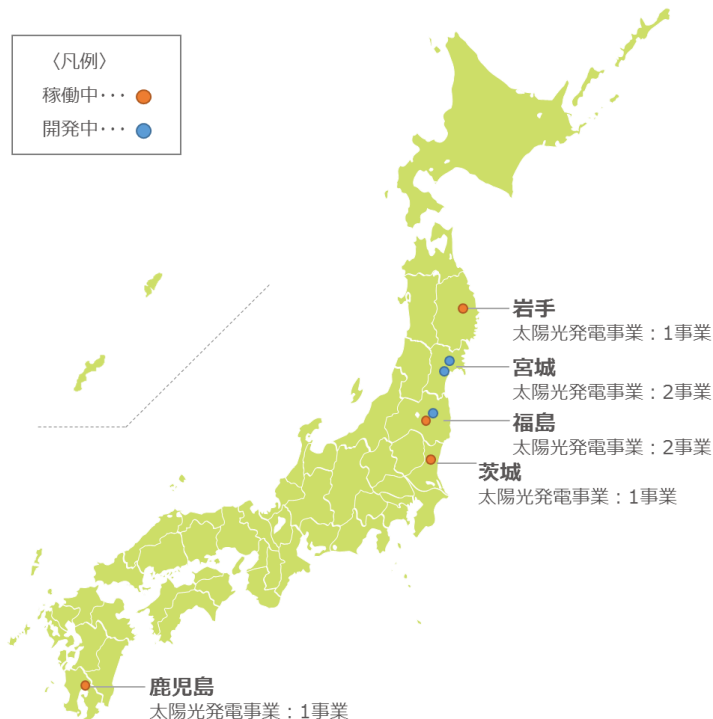 〈凡例〉
稼働中･･･
開発中･･･
岩手
太陽光発電事業：1事業
宮城
太陽光発電事業：2事業
福島
太陽光発電事業：2事業
茨城
太陽光発電事業：1事業
鹿児島
太陽光発電事業：1事業